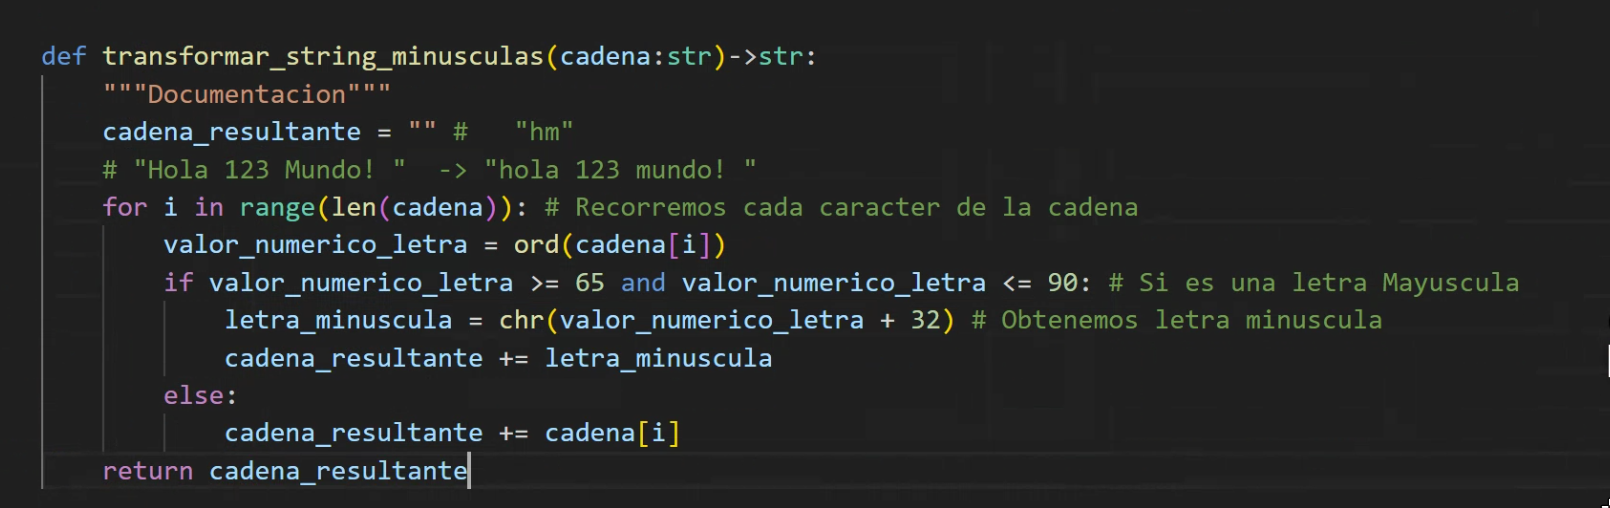 def transformar_string_minusculas(cadena:str)->str:
    """Documentacion"""
    cadena_resultante = "" #   "hm"
    # "Hola 123 Mundo! "  -> "hola 123 mundo! "
    for i in range(len(cadena)): # Recorremos cada caracter de la cadena
        valor_numerico_letra = ord(cadena[i])
        if valor_numerico_letra >= 65 and valor_numerico_letra <= 90: # Si es una letra Mayuscula
            letra_minuscula = chr(valor_numerico_letra + 32) # Obtenemos letra minuscula
            cadena_resultante += letra_minuscula
        else:
            cadena_resultante += cadena[i]
    return cadena_resultante